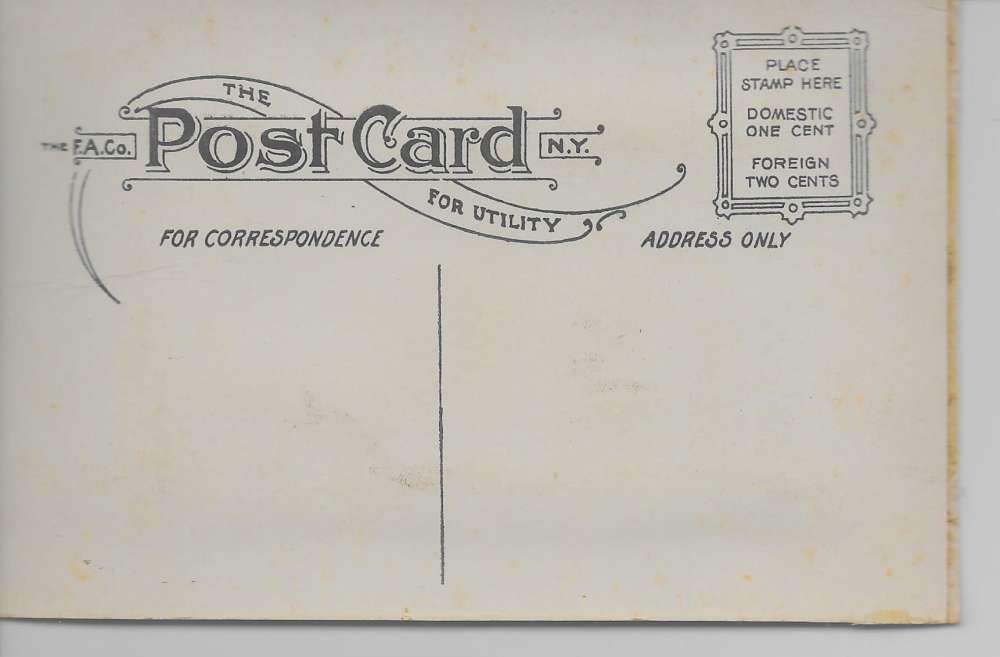 THE
THE F.A.Co. Post Card N.Y.
FOR UTILITY
FOR CORRESPONDENCE
ADDRESS ONLY
PLACE
STAMP HERE
DOMESTIC
ONE CENT
FOREIGN
TWO CENTS